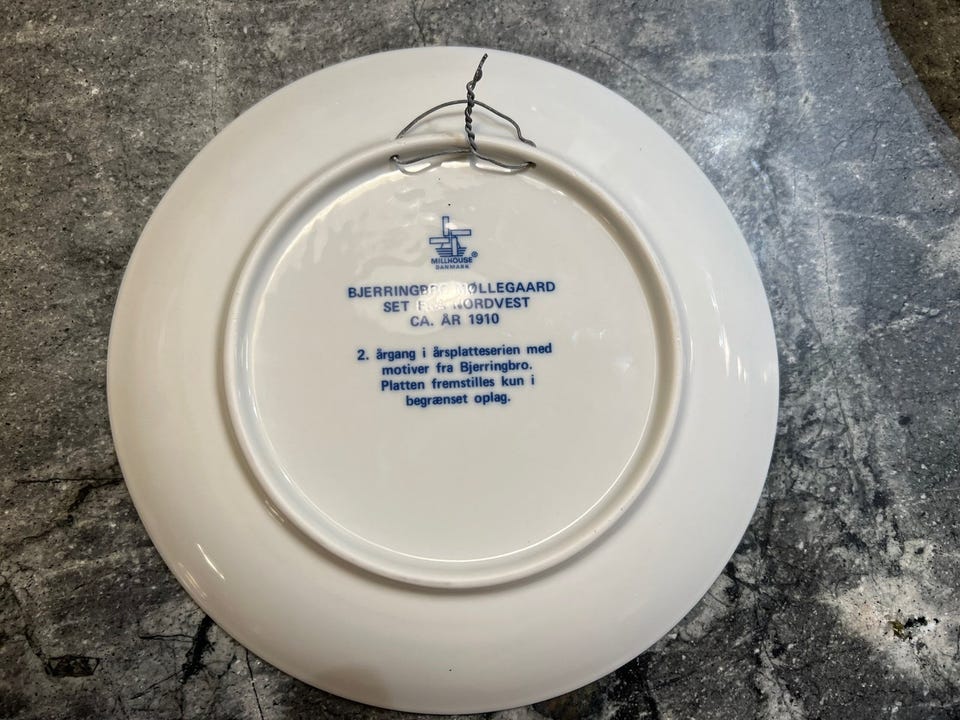 MILLHOUSE®
DANMARK
BJERRINGBRO MØLLEGAARD
SET FRA NORDVEST
CA. ÅR 1910
2. årgang i årsplatteserien med
motiver fra Bjerringbro.
Platten fremstilles kun i
begrænset oplag.